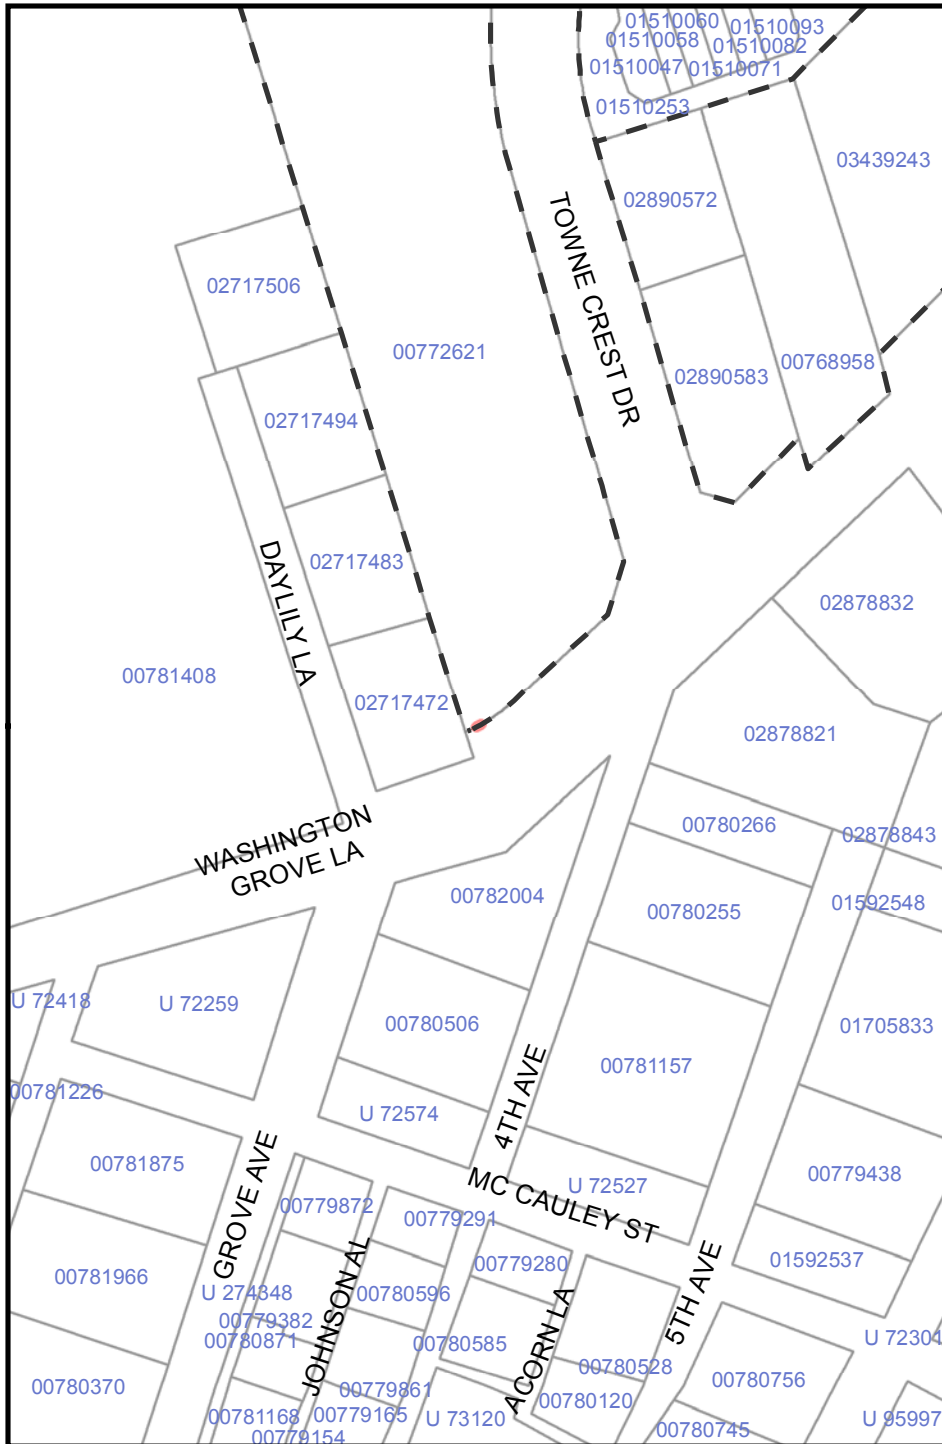 01510060
01510093
01510058
01510082
01510047
01510071
01510253
03439243
02890572
TOWNE CREST DR
02717506
00772621
00768958
02890583
02717494
02717483
DAYLILY LA
02878832
00781408
02717472
02878821
WASHINGTON
GROVE LA
00780266
02878843
00782004
01592548
00780255
U 72418
U 72259
00780506
01705833
00781157
00781226
U 72574
4TH AVE
00781875
00779438
MC CAULEY ST
U 72527
GROVE AVE
00779872
00779291
00779280
01592537
00781966
U 274348
00780596
JOHNSON AL
ACORN LA
5TH AVE
00779382
00780871
00780585
U 72304
00780528
00780370
00779861
00780756
00780120
00781168
00779165
U 73120
U 95997
00779154
00780745